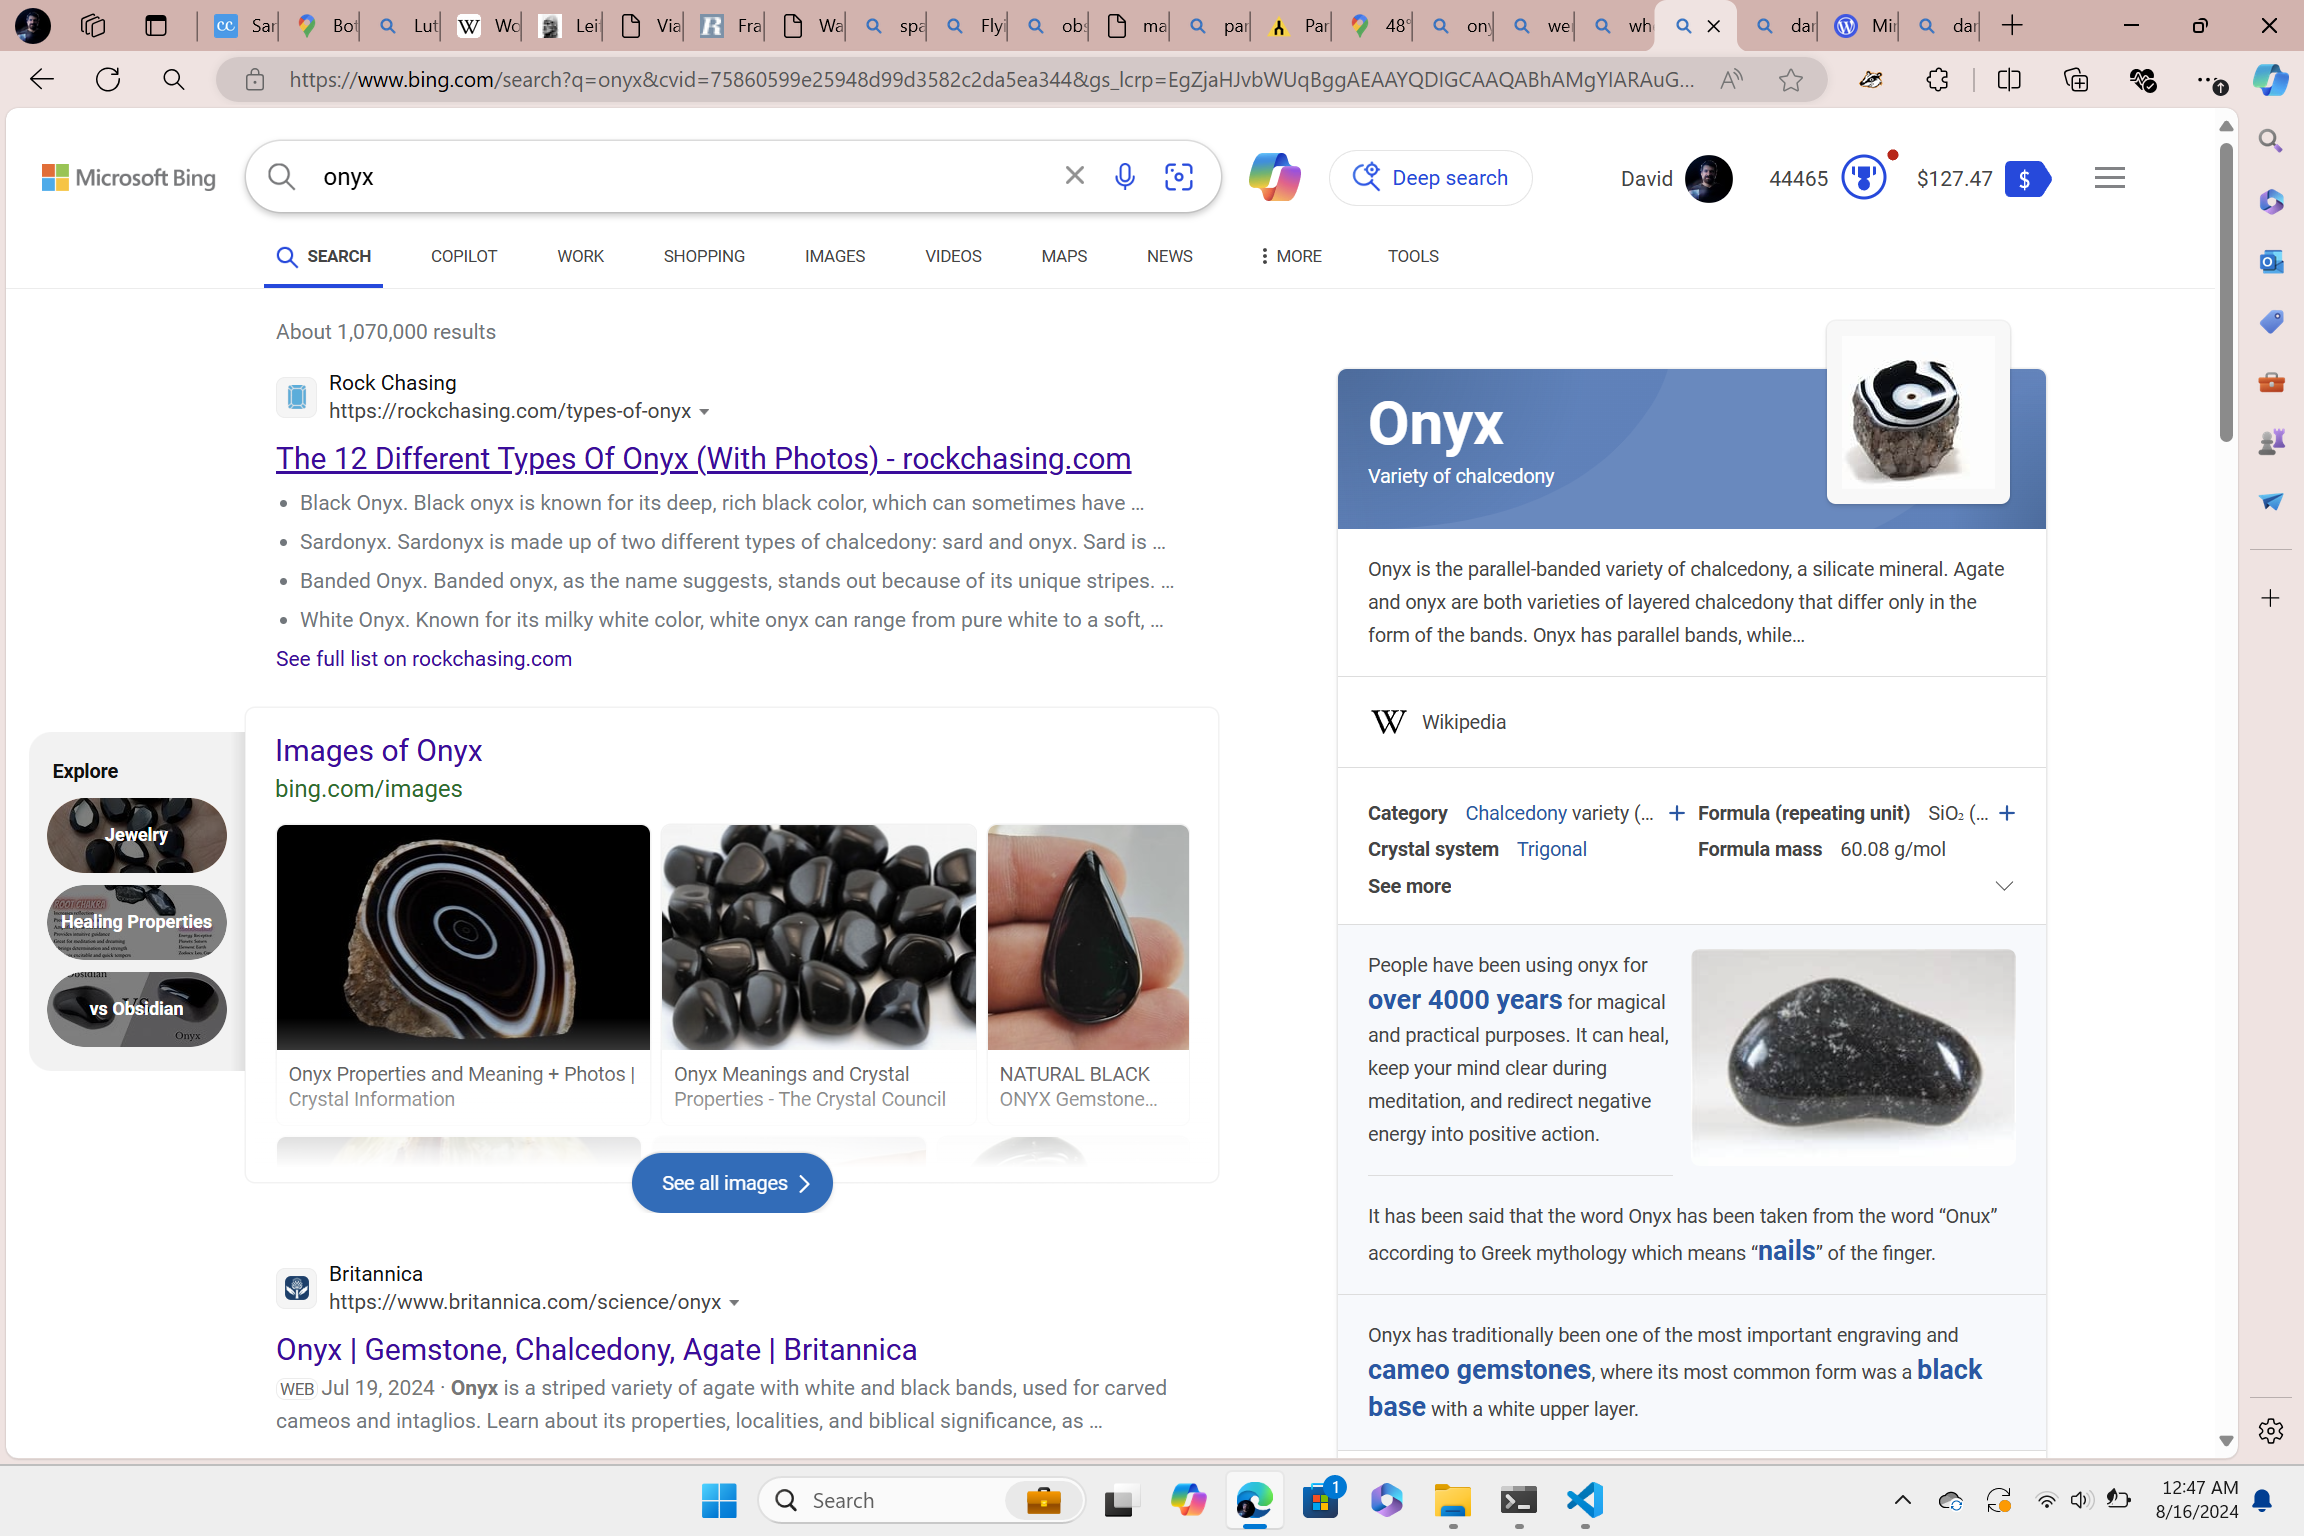 Sar
Bot
Lut
Wo
Lei
Via
Fra
Wa
spa
Flyi
obs
ma
par
Par
48°
ony
wei
wh
dar
Mir
dar
https://www.bing.com/search?q=onyx&cvid=75860599e25948d99d3582c2da5ea344&gs_lcrp=EgZjaHJvbWUqBggAEAAYQDIGCAAQABhAMgYIARAuG...
Microsoft Bing
onyx
Deep search
David
44465
$127.47
SEARCH
COPILOT
WORK
SHOPPING
IMAGES
VIDEOS
MAPS
NEWS
MORE
TOOLS
About 1,070,000 results
Rock Chasing
https://rockchasing.com/types-of-onyx
The 12 Different Types Of Onyx (With Photos) - rockchasing.com
Black Onyx. Black onyx is known for its deep, rich black color, which can sometimes have ...
Sardonyx. Sardonyx is made up of two different types of chalcedony: sard and onyx. Sard is ...
Banded Onyx. Banded onyx, as the name suggests, stands out because of its unique stripes. ...
White Onyx. Known for its milky white color, white onyx can range from pure white to a soft, ...
See full list on rockchasing.com
Explore
Jewelry
ROOT CHAKRA
Healing Properties
Obsidian
VS
vs Obsidian
Onyx
Images of Onyx
bing.com/images
Onyx Properties and Meaning + Photos |
Crystal Information
Onyx Meanings and Crystal
Properties - The Crystal Council
NATURAL BLACK
ONYX Gemstone...
See all images
Britannica
https://www.britannica.com/science/onyx
Onyx | Gemstone, Chalcedony, Agate | Britannica
WEB Jul 19, 2024 · Onyx is a striped variety of agate with white and black bands, used for carved
cameos and intaglios. Learn about its properties, localities, and biblical significance, as ...
Onyx
Variety of chalcedony
Onyx is the parallel-banded variety of chalcedony, a silicate mineral. Agate
and onyx are both varieties of layered chalcedony that differ only in the
form of the bands. Onyx has parallel bands, while...
W Wikipedia
Category Chalcedony variety (... + Formula (repeating unit) SiO₂ (... +
Crystal system Trigonal Formula mass 60.08 g/mol
See more
People have been using onyx for
over 4000 years for magical
and practical purposes. It can heal,
keep your mind clear during
meditation, and redirect negative
energy into positive action.
It has been said that the word Onyx has been taken from the word “Onux”
according to Greek mythology which means “nails” of the finger.
Onyx has traditionally been one of the most important engraving and
cameo gemstones, where its most common form was a black
base with a white upper layer.
Search
1
12:47 AM
8/16/2024